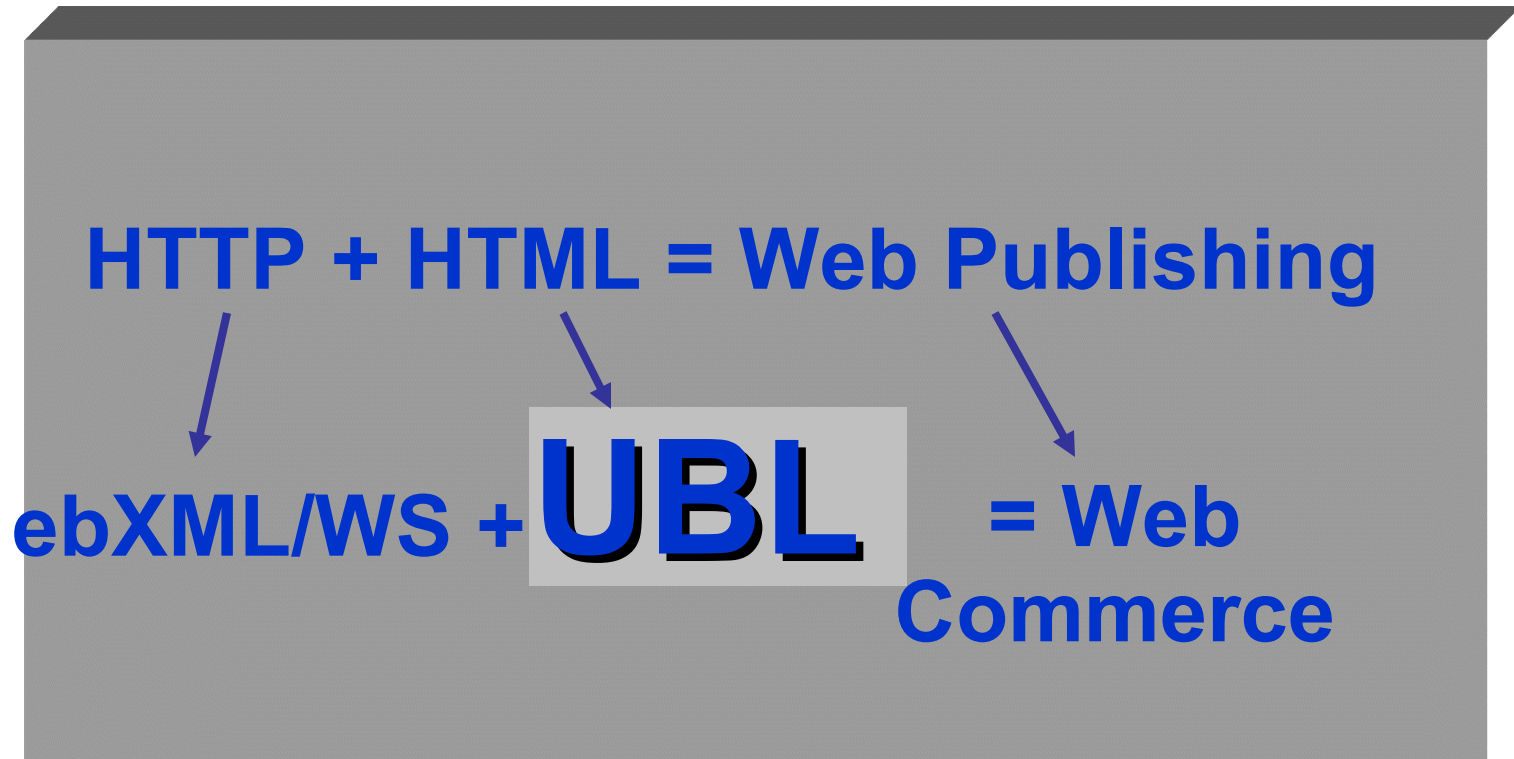 HTTP + HTML = Web Publishing
ebXML/WS + UBL = Web
Commerce